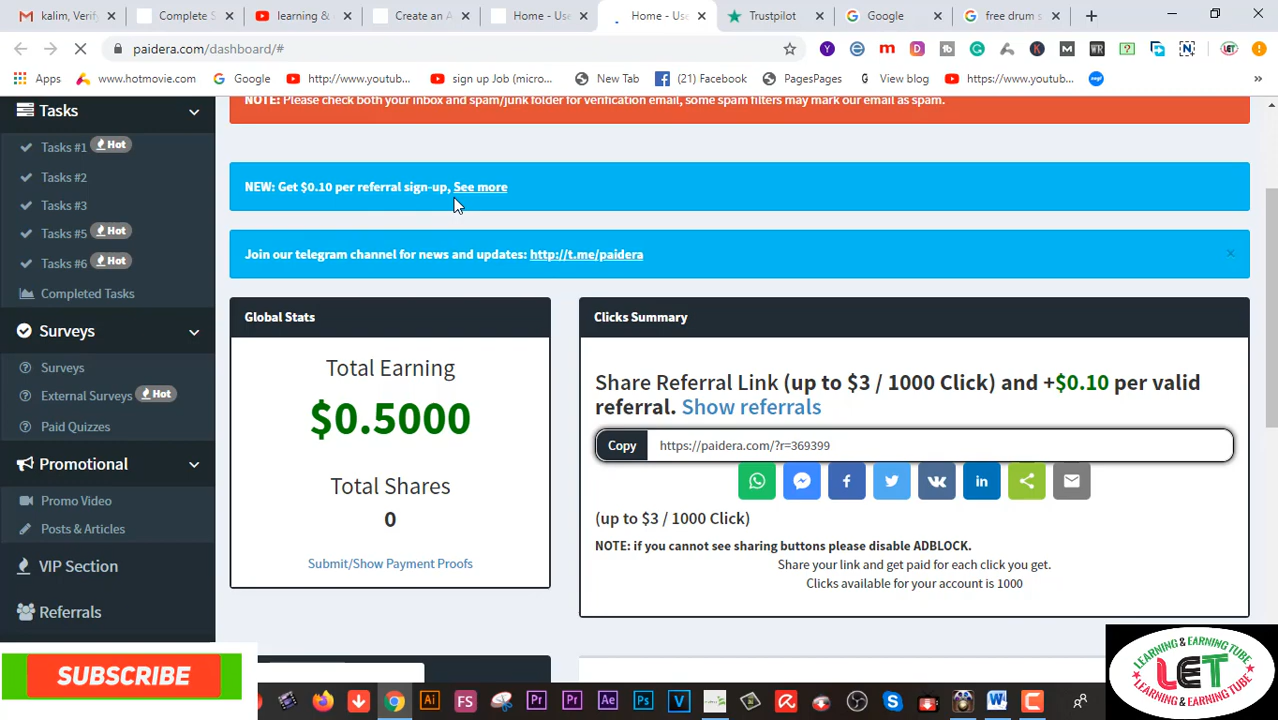 kalim, Verify
Complete S
learning &
Create an A
Home - Use
Home - Use
Trustpilot
Google
free drum s
paidera.com/dashboard/#
Apps
www.hotmovie.com
Google
http://www.youtub...
sign up Job (micro...
New Tab
(21) Facebook
PagesPages
View blog
https://www.youtub...
NOTE: Please check both your inbox and spam/junk folder for verification email, some spam filters may mark our email as spam.
Tasks
Tasks #1 Hot
Tasks #2
Tasks #3
Tasks #5 Hot
Tasks #6 Hot
Completed Tasks
Surveys
Surveys
External Surveys Hot
Paid Quizzes
Promotional
Promo Video
Posts & Articles
VIP Section
Referrals
NEW: Get $0.10 per referral sign-up, See more
Join our telegram channel for news and updates: http://t.me/paidera
Global Stats
Total Earning
$0.5000
Total Shares
0
Submit/Show Payment Proofs
Clicks Summary
Share Referral Link (up to $3 / 1000 Click) and +$0.10 per valid
referral. Show referrals
Copy https://paidera.com/?r=369399
(up to $3 / 1000 Click)
NOTE: if you cannot see sharing buttons please disable ADBLOCK.
Share your link and get paid for each click you get.
Clicks available for your account is 1000
SUBSCRIBE
LEARNING & EARNING TUBE
LET
LEARNING & EARNING TUBE